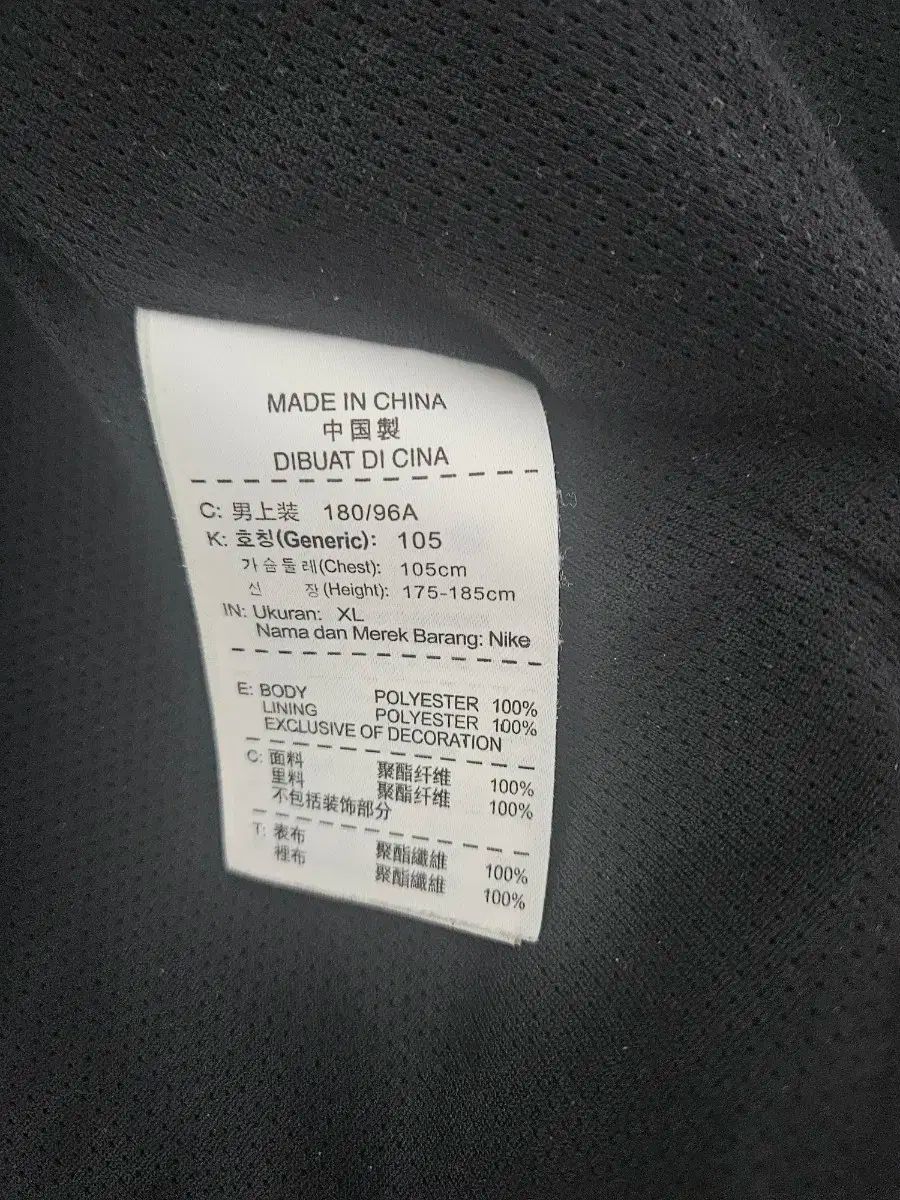 MADE IN CHINA
中国製
DIBUAT DI CINA
C: 男上装 180/96A
K: 호칭(Generic): 105
가슴둘레(Chest): 105cm
신 장(Height): 175-185cm
IN: Ukuran: XL
Nama dan Merek Barang: Nike
E: BODY POLYESTER 100%
LINING POLYESTER 100%
EXCLUSIVE OF DECORATION
C: 面料 聚酯纤维 100%
里料 聚酯纤维 100%
不包括装饰部分
T: 表布 聚酯纖維 100%
裡布 聚酯纖維 100%